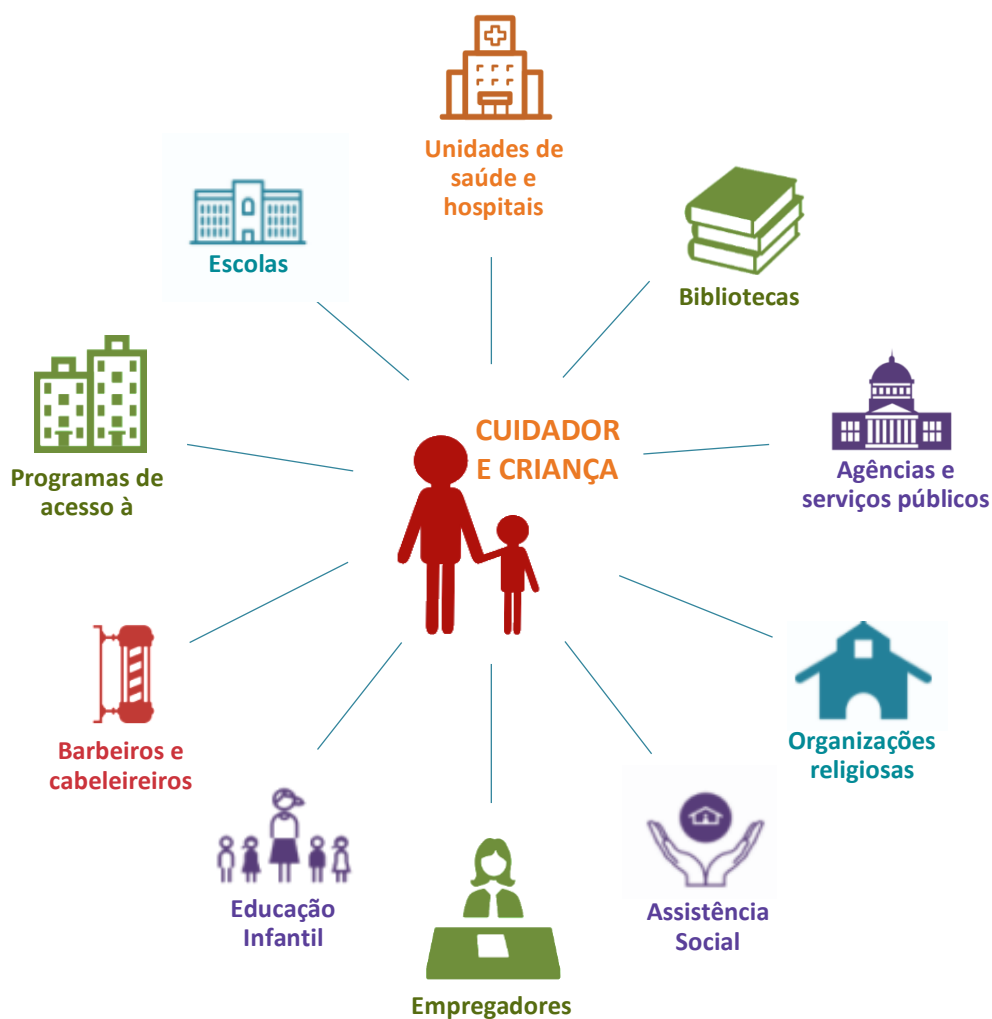 Unidades de
saúde e
hospitais
Escolas
Bibliotecas
CUIDADOR
E CRIANÇA
Programas de
acesso à
Agências e
serviços públicos
Barbeiros e
cabeleireiros
Organizações
religiosas
Educação
Infantil
Assistência
Social
Empregadores